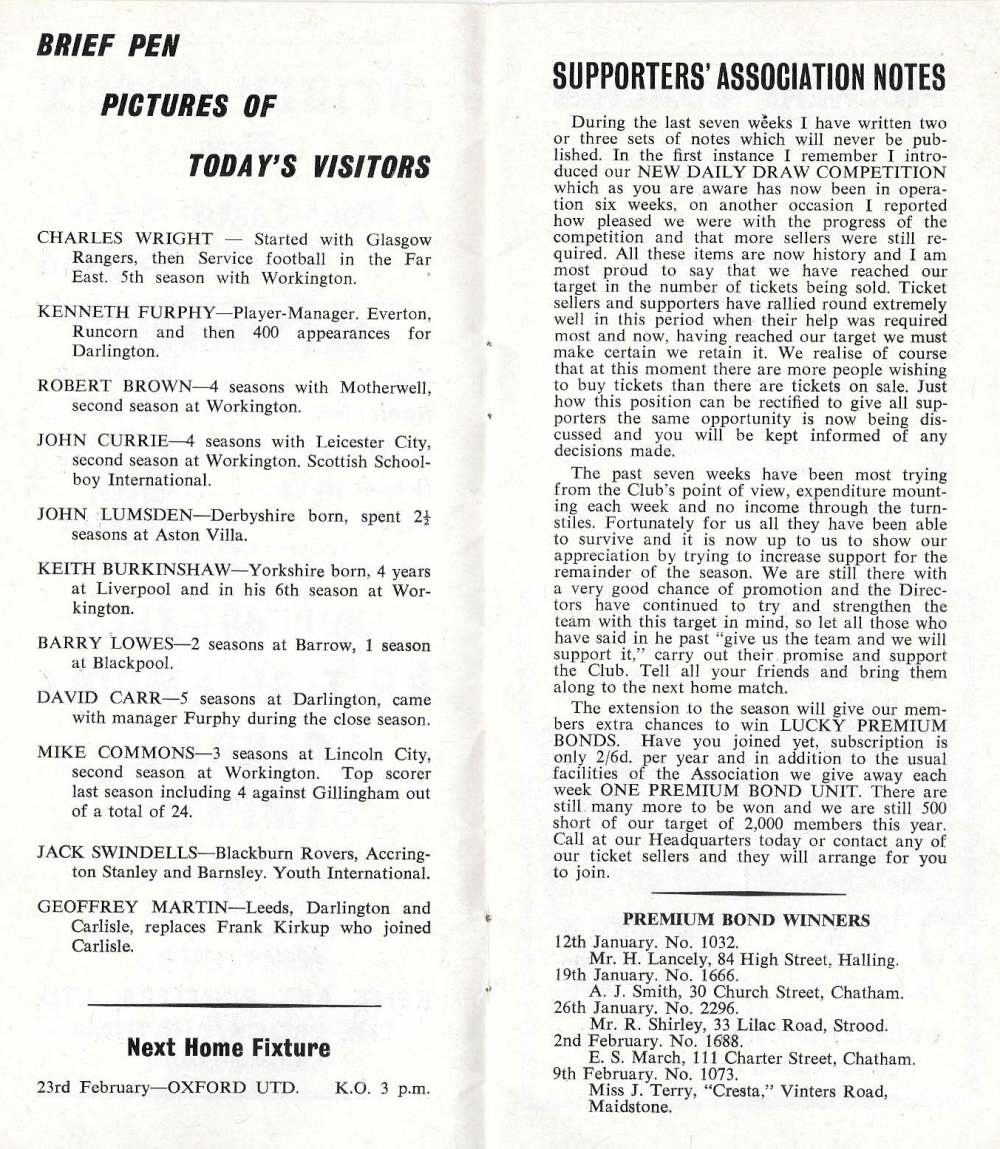 BRIEF PEN
PICTURES OF
TODAY'S VISITORS
CHARLES WRIGHT — Started with Glasgow
Rangers, then Service football in the Far
East. 5th season with Workington.
KENNETH FURPHY—Player-Manager. Everton,
Runcorn and then 400 appearances for
Darlington.
ROBERT BROWN—4 seasons with Motherwell,
second season at Workington.
JOHN CURRIE—4 seasons with Leicester City,
second season at Workington. Scottish School-
boy International.
JOHN LUMSDEN—Derbyshire born, spent 2½
seasons at Aston Villa.
KEITH BURKINSHAW—Yorkshire born, 4 years
at Liverpool and in his 6th season at Wor-
kington.
BARRY LOWES—2 seasons at Barrow, 1 season
at Blackpool.
DAVID CARR—5 seasons at Darlington, came
with manager Furphy during the close season.
MIKE COMMONS—3 seasons at Lincoln City,
second season at Workington. Top scorer
last season including 4 against Gillingham out
of a total of 24.
JACK SWINDELLS—Blackburn Rovers, Accring-
ton Stanley and Barnsley. Youth International.
GEOFFREY MARTIN—Leeds, Darlington and
Carlisle, replaces Frank Kirkup who joined
Carlisle.
Next Home Fixture
23rd February—OXFORD UTD. K.O. 3 p.m.
SUPPORTERS' ASSOCIATION NOTES
During the last seven weeks I have written two
or three sets of notes which will never be pub-
lished. In the first instance I remember I intro-
duced our NEW DAILY DRAW COMPETITION
which as you are aware has now been in opera-
tion six weeks, on another occasion I reported
how pleased we were with the progress of the
competition and that more sellers were still re-
quired. All these items are now history and I am
most proud to say that we have reached our
target in the number of tickets being sold. Ticket
sellers and supporters have rallied round extremely
well in this period when their help was required
most and now, having reached our target we must
make certain we retain it. We realise of course
that at this moment there are more people wishing
to buy tickets than there are tickets on sale. Just
how this position can be rectified to give all sup-
porters the same opportunity is now being dis-
cussed and you will be kept informed of any
decisions made.
The past seven weeks have been most trying
from the Club's point of view, expenditure mount-
ing each week and no income through the turn-
stiles. Fortunately for us all they have been able
to survive and it is now up to us to show our
appreciation by trying to increase support for the
remainder of the season. We are still there with
a very good chance of promotion and the Direc-
tors have continued to try and strengthen the
team with this target in mind, so let all those who
have said in he past "give us the team and we will
support it," carry out their promise and support
the Club. Tell all your friends and bring them
along to the next home match.
The extension to the season will give our mem-
bers extra chances to win LUCKY PREMIUM
BONDS. Have you joined yet, subscription is
only 2/6d. per year and in addition to the usual
facilities of the Association we give away each
week ONE PREMIUM BOND UNIT. There are
still many more to be won and we are still 500
short of our target of 2,000 members this year.
Call at our Headquarters today or contact any of
our ticket sellers and they will arrange for you
to join.
PREMIUM BOND WINNERS
12th January. No. 1032.
Mr. H. Lancely, 84 High Street, Halling.
19th January. No. 1666.
A. J. Smith, 30 Church Street, Chatham.
26th January. No. 2296.
Mr. R. Shirley, 33 Lilac Road, Strood.
2nd February. No. 1688.
E. S. March, 111 Charter Street, Chatham.
9th February. No. 1073.
Miss J. Terry, "Cresta," Vinters Road,
Maidstone.